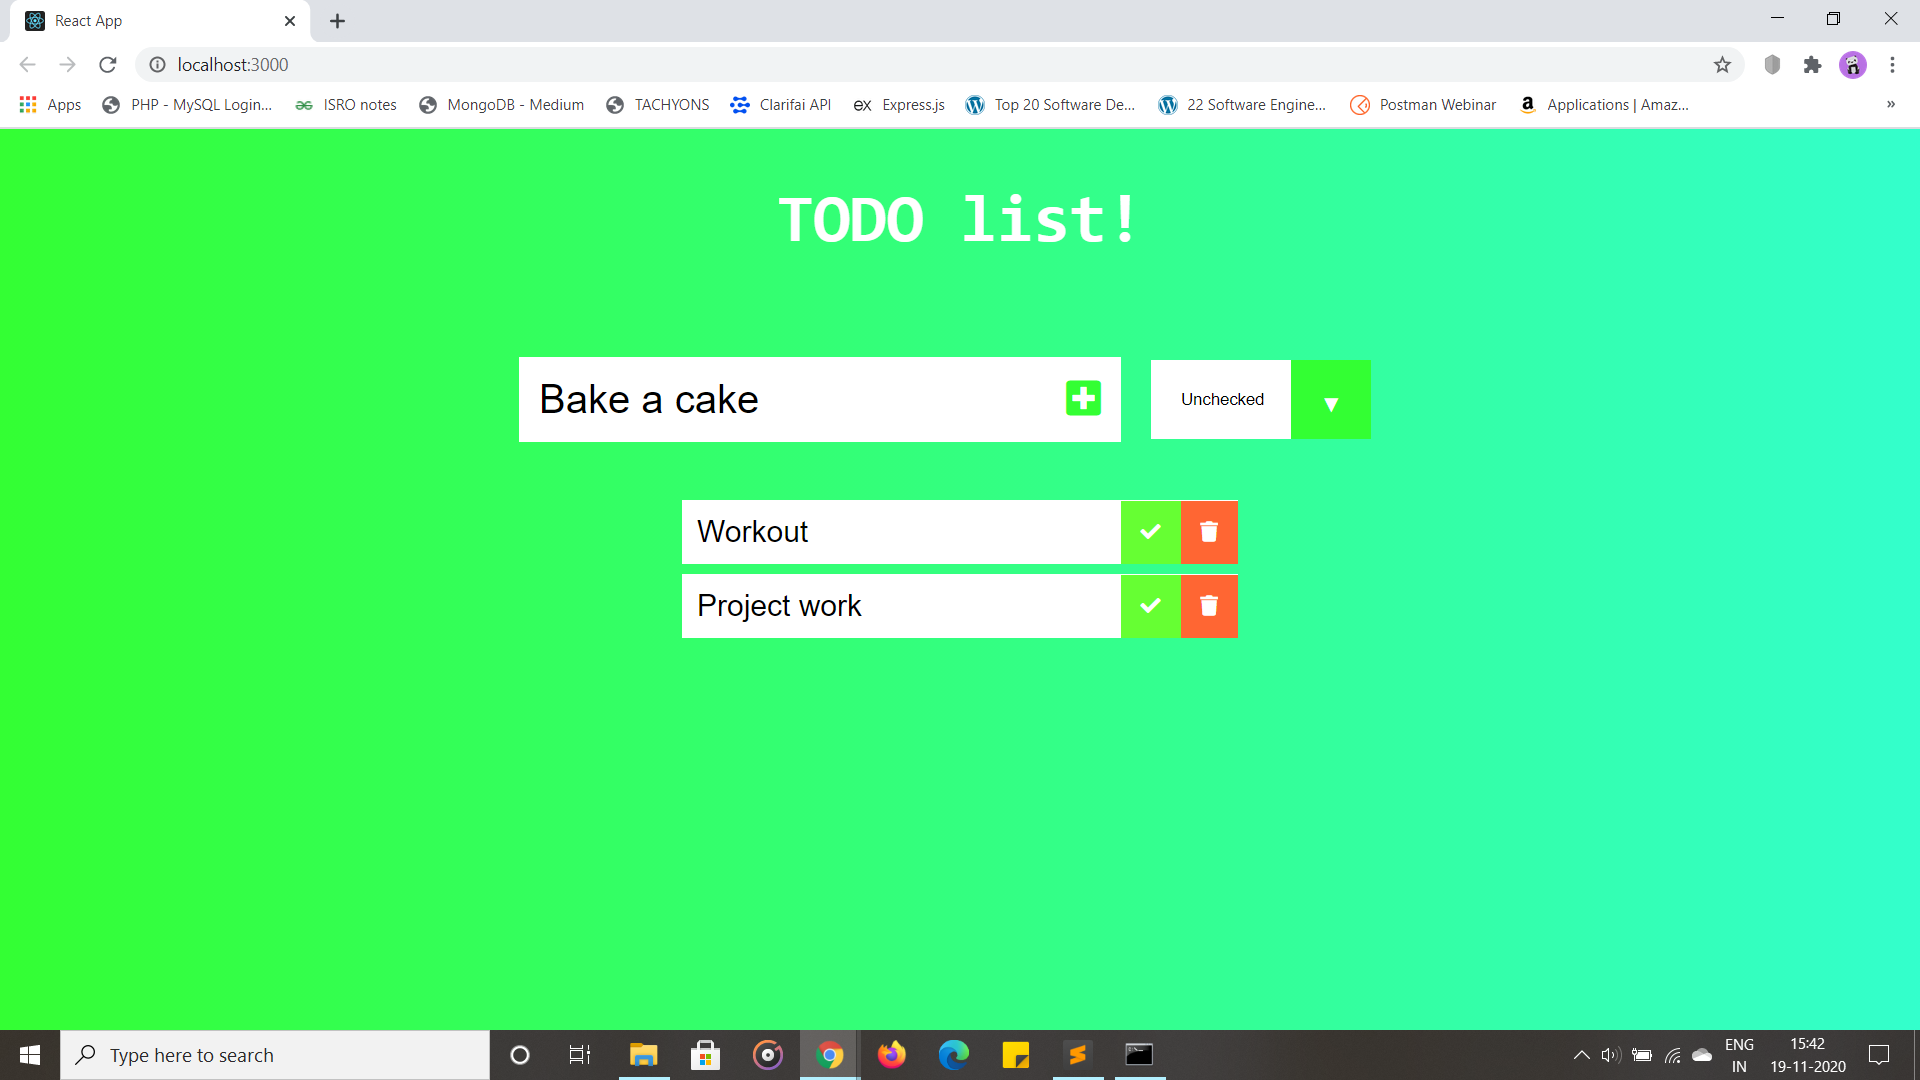 React App
localhost:3000
Apps PHP - MySQL Login... ISRO notes MongoDB - Medium TACHYONS Clarifai API ex Express.js Top 20 Software De... 22 Software Engine... Postman Webinar a Applications | Amaz... »
TODO list!
Bake a cake
Unchecked
Workout
Project work
Type here to search
ENG
IN
15:42
19-11-2020